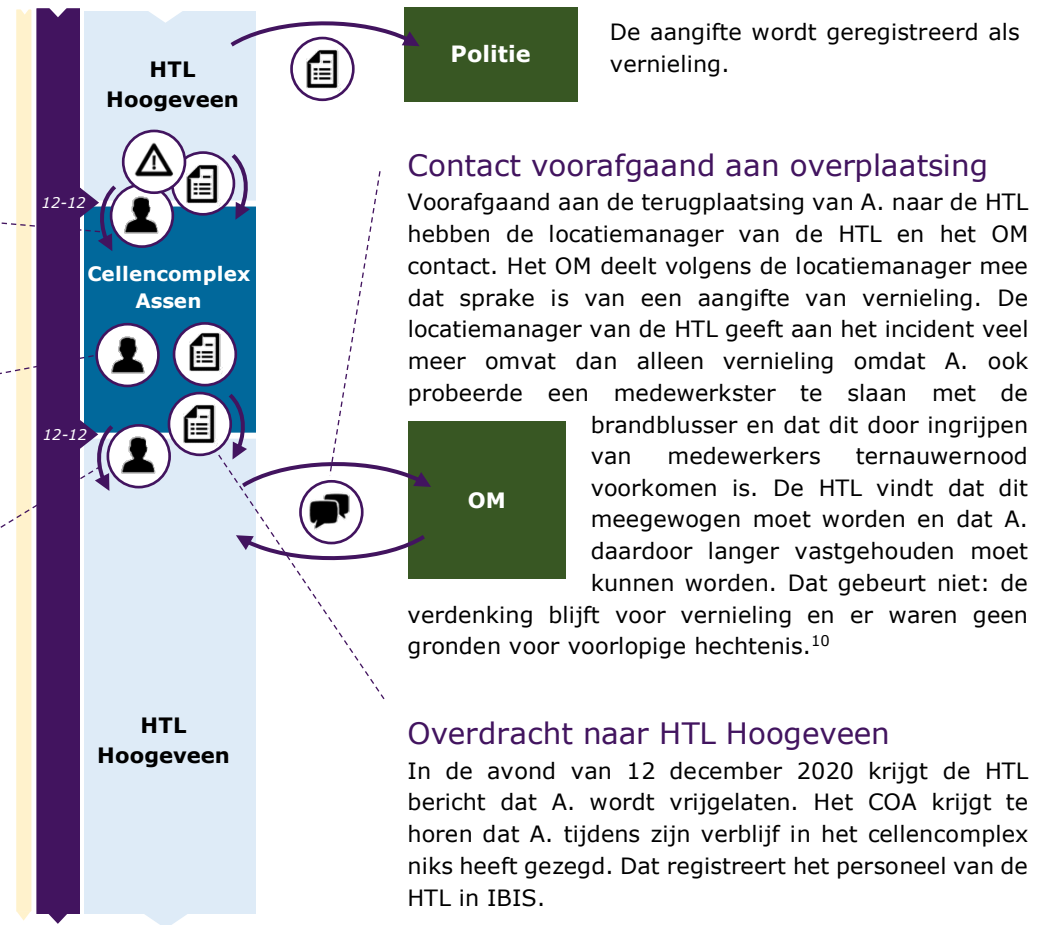 HTL
Hoogeveen
12-12
Cellencomplex
Assen
12-12
HTL
Hoogeveen
Politie
De aangifte wordt geregistreerd als
vernieling.
Contact voorafgaand aan overplaatsing
Voorafgaand aan de terugplaatsing van A. naar de HTL
hebben de locatiemanager van de HTL en het OM
contact. Het OM deelt volgens de locatiemanager mee
dat sprake is van een aangifte van vernieling. De
locatiemanager van de HTL geeft aan het incident veel
meer omvat dan alleen vernieling omdat A. ook
probeerde een medewerkster te slaan met de
brandblusser en dat dit door ingrijpen
van medewerkers ternauwernood
voorkomen is. De HTL vindt dat dit
meegewogen moet worden en dat A.
daardoor langer vastgehouden moet
kunnen worden. Dat gebeurt niet: de
verdenking blijft voor vernieling en er waren geen
gronden voor voorlopige hechtenis.10
OM
Overdracht naar HTL Hoogeveen
In de avond van 12 december 2020 krijgt de HTL
bericht dat A. wordt vrijgelaten. Het COA krijgt te
horen dat A. tijdens zijn verblijf in het cellencomplex
niks heeft gezegd. Dat registreert het personeel van de
HTL in IBIS.